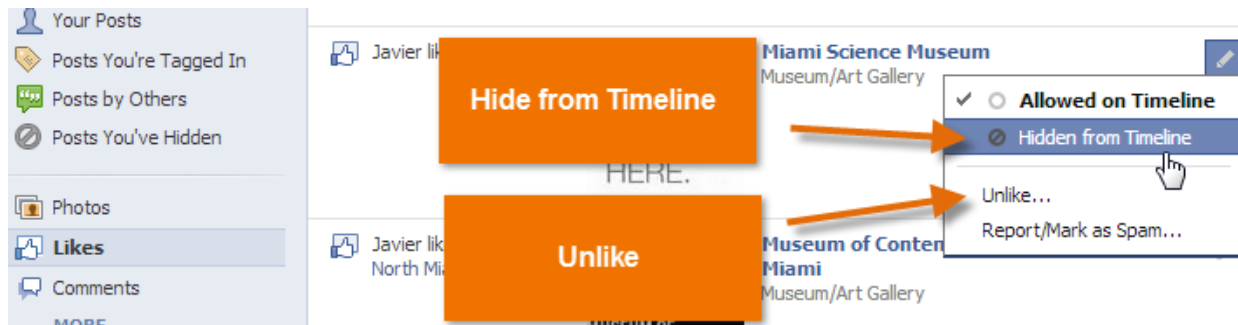 Your Posts
Posts You're Tagged In
Posts by Others
Posts You've Hidden
Photos
Likes
Comments
MORE
Javier lik
Miami Science Museum
Museum/Art Gallery
HERE.
Javier lik
North Mi
Museum of Conten
Miami
Museum/Art Gallery
Hide from Timeline
Unlike
Allowed on Timeline
Hidden from Timeline
Unlike...
Report/Mark as Spam...